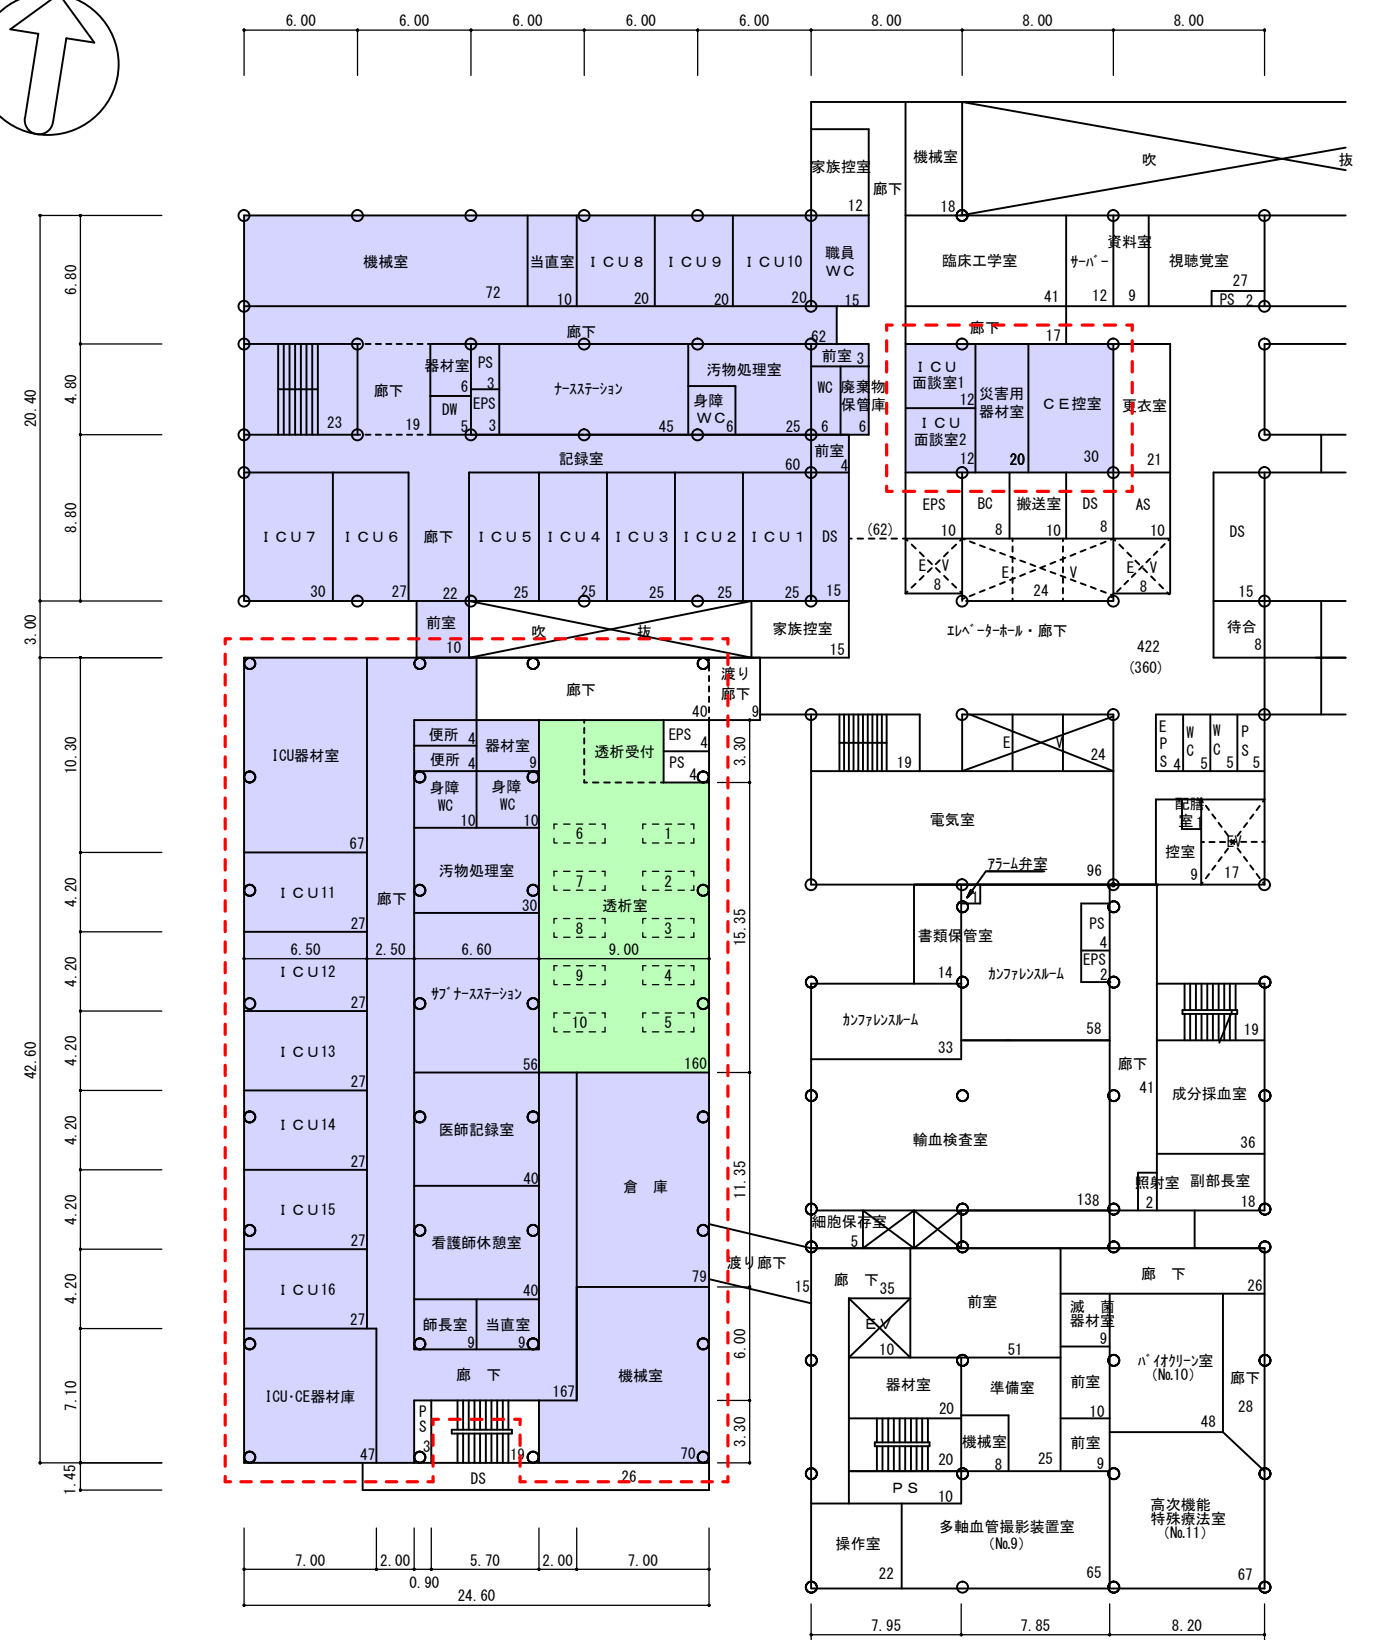 6.00 6.00 6.00 6.00 6.00 8.00 8.00 8.00
家族控室
12
廊下
機械室
18
吹 抜
6.80
機械室
72
当直室
10
ＩＣＵ８
20
ＩＣＵ９
20
ＩＣＵ10
20
職員
ＷＣ
15
臨床工学室
41
ｻｰﾊﾞｰ
12
資料室
9
視聴覚室
27
PS 2
廊下
62
廊下
17
20.40
4.80
23
廊下
19
器材室
6
DW
5
PS
3
EPS
3
ﾅｰｽｽﾃｰｼｮﾝ
45
汚物処理室
25
身障
ＷＣ
6
前室 3
WC
6
廃棄物
保管庫
6
ＩＣＵ
面談室1
12
ＩＣＵ
面談室2
12
災害用
器材室
20
ＣＥ控室
30
更衣室
21
記録室
60
前室
4
8.80
ＩＣＵ７
30
ＩＣＵ６
27
廊下
22
ＩＣＵ５
25
ＩＣＵ４
25
ＩＣＵ３
25
ＩＣＵ２
25
ＩＣＵ１
25
DS
15
(62)
EPS
10
BC
8
搬送室
10
DS
8
AS
10
E V
8
E V
24
E V
8
DS
15
3.00
前室
10
吹 抜
家族控室
15
ｴﾚﾍﾞｰﾀｰﾎｰﾙ・廊下
422
(360)
待合
8
10.30
ICU器材室
67
廊下
40
渡り
廊下
9
便所 4
便所 4
器材室
9
透析受付
EPS
4
PS
4
3.30
身障
WC
10
身障
WC
10
19
E V
24
EPS
4
WC
5
WC
5
PS
5
6 1
7 2
透析室
8 3
9 4
10 5
160
15.35
電気室
96
配膳
室 1
控室
9
EV
17
4.20
ＩＣＵ11
27
廊下
汚物処理室
30
ｱﾗｰﾑ弁室
1
書類保管室
14
ｶﾝﾌｧﾚﾝｽﾙｰﾑ
58
PS
4
EPS
2
6.50 2.50 6.60 9.00
4.20
ＩＣＵ12
27
ｻﾌﾞﾅｰｽｽﾃｰｼｮﾝ
56
ｶﾝﾌｧﾚﾝｽﾙｰﾑ
33
19
42.60
4.20
ＩＣＵ13
27
廊下
41
4.20
ＩＣＵ14
27
医師記録室
40
輸血検査室
138
成分採血室
36
11.35
倉 庫
79
4.20
ＩＣＵ15
27
看護師休憩室
40
照射室
2
副部長室
18
細胞保存室
5
4.20
ＩＣＵ16
27
渡り廊下
15
廊 下
35
前室
51
廊 下
26
師長室
9
当直室
9
EV
10
滅 菌
器材室
9
7.10
ICU･CE器材庫
47
廊 下
167
機械室
70
6.00
器材室
20
準備室
25
前室
10
ﾊﾞｲｵｸﾘｰﾝ室
(№10)
48
廊下
28
PS
3
19
3.30
20
機械室
8
前室
9
1.45
DS
26
ＰＳ
10
操作室
22
多軸血管撮影装置室
(№9)
65
高次機能
特殊療法室
(№11)
67
7.00 2.00 5.70 2.00 7.00
0.90
24.60
7.95 7.85 8.20